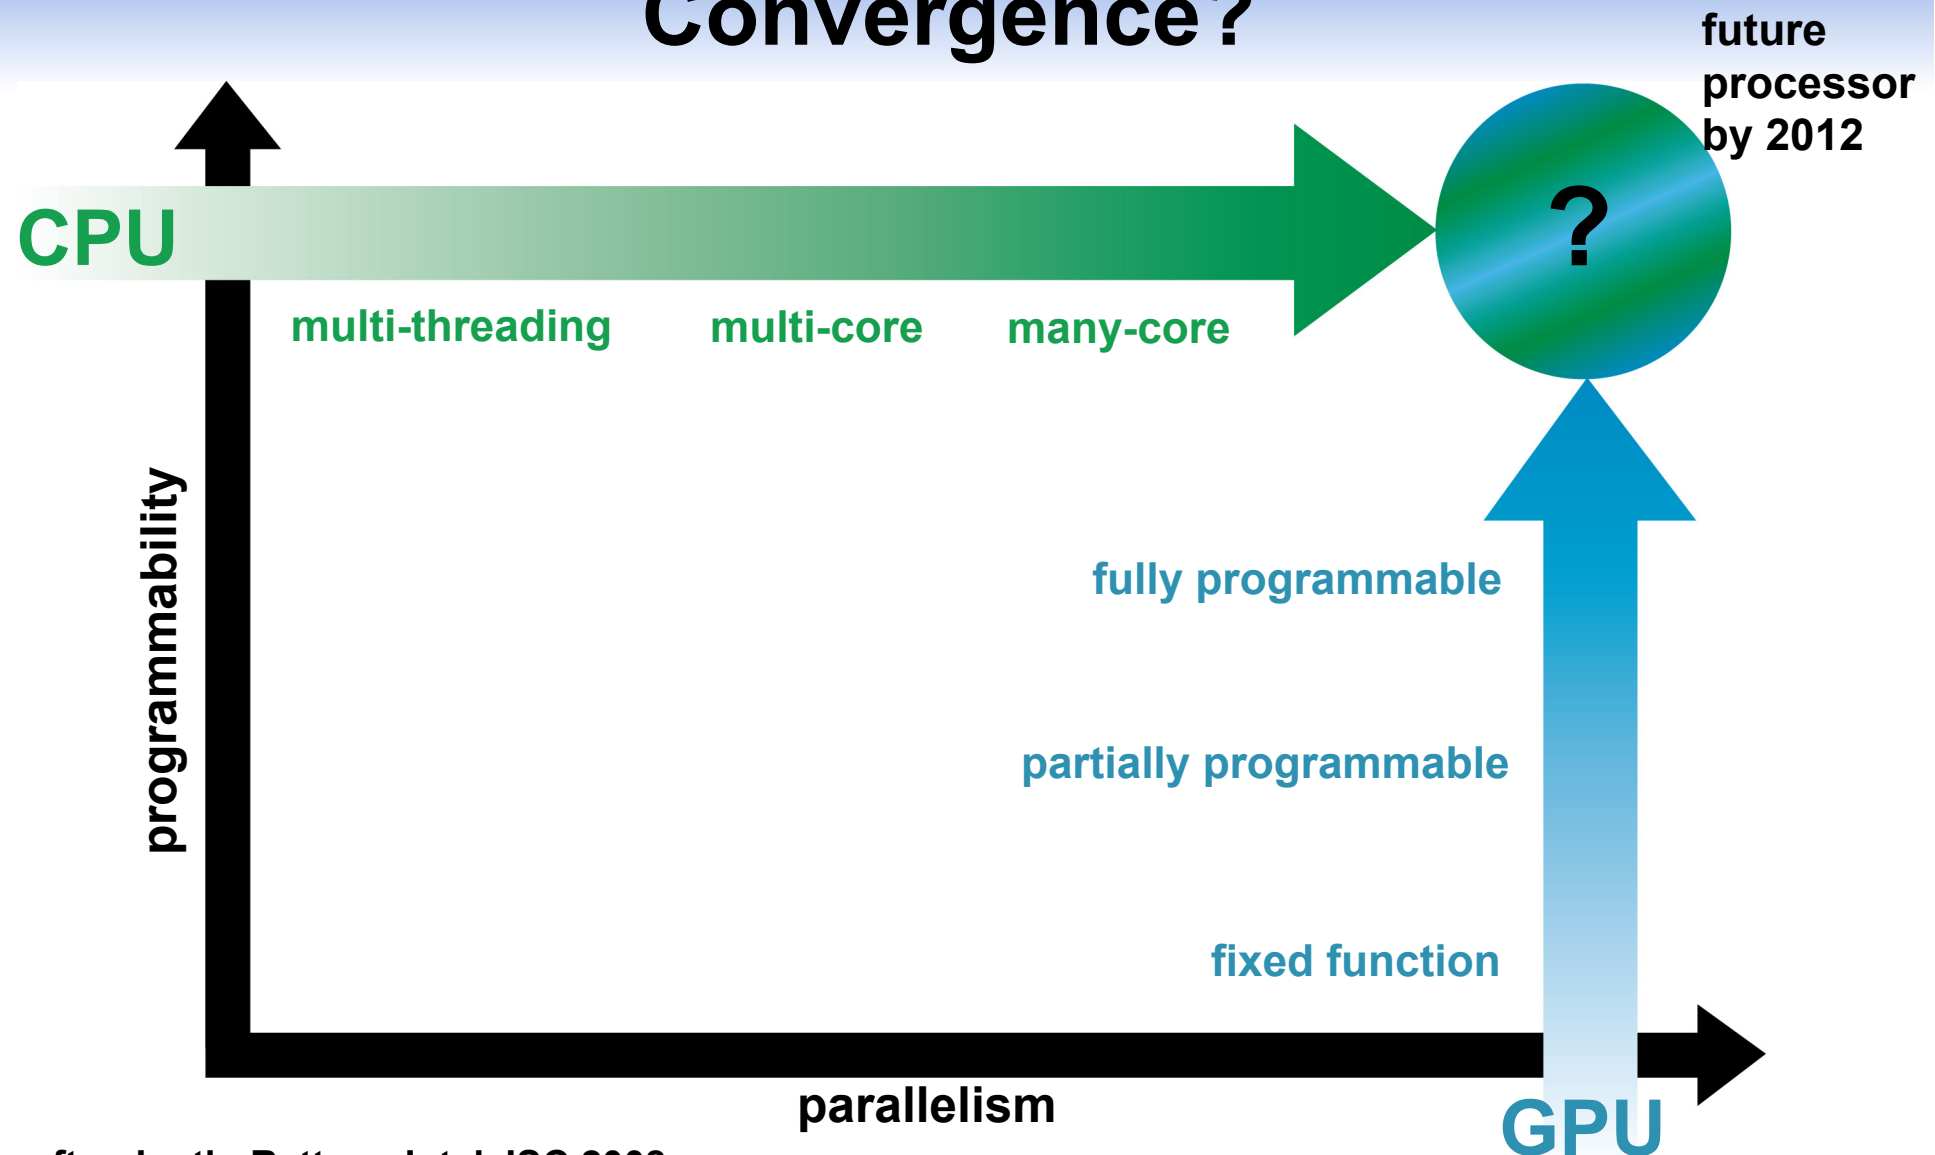 Convergence?
future
processor
by 2012
CPU
?
multi-threading
multi-core
many-core
programmability
fully programmable
partially programmable
fixed function
parallelism
GPU